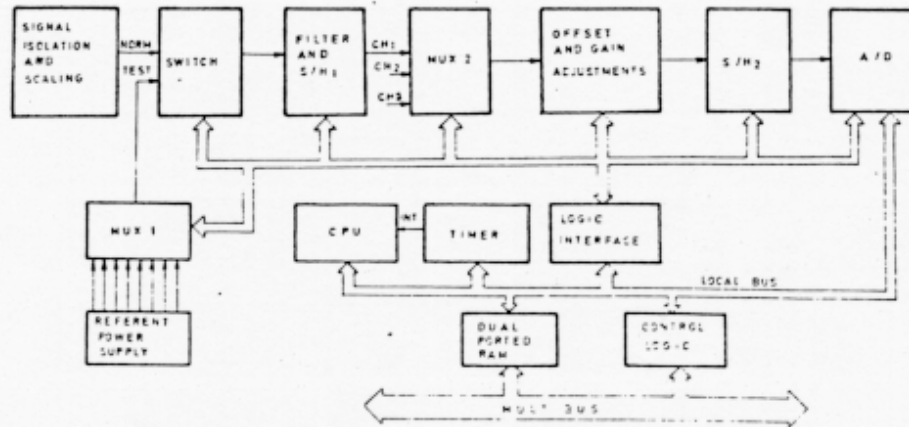 SIGNAL
ISOLATION
AND
SCALING
NORM
TEST
SWITCH
FILTER
AND
S/H1
CH1
CH2
CH3
MUX 2
OFFSET
AND GAIN
ADJUSTMENTS
S/H2
A/D
MUX 1
CPU
INT
TIMER
LOGIC
INTERFACE
LOCAL BUS
REFERENT
POWER
SUPPLY
DUAL
PORTED
RAM
CONTROL
LOGIC
BUS